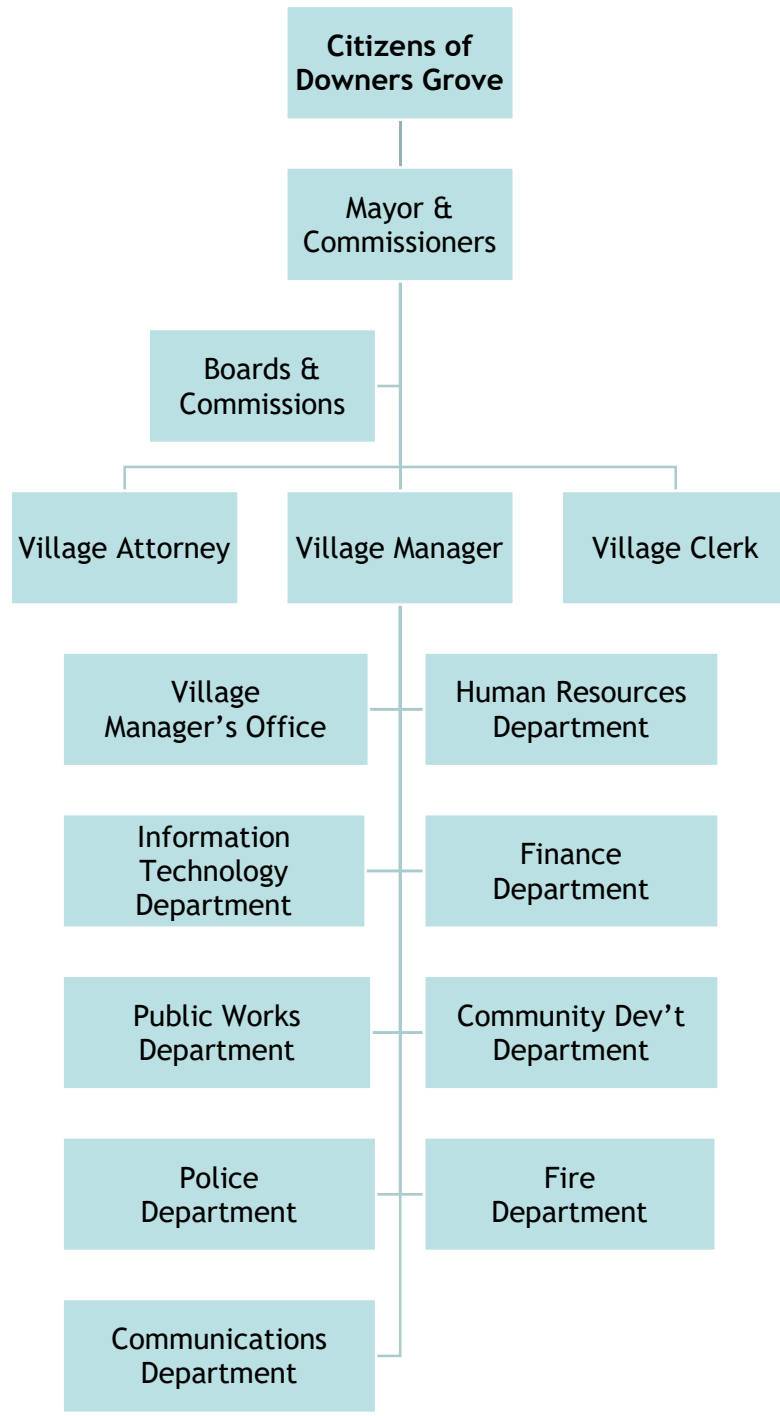 Citizens of
Downers Grove
Mayor &
Commissioners
Boards &
Commissions
Village Attorney
Village Manager
Village Clerk
Village
Manager’s Office
Human Resources
Department
Information
Technology
Department
Finance
Department
Public Works
Department
Community Dev’t
Department
Police
Department
Fire
Department
Communications
Department